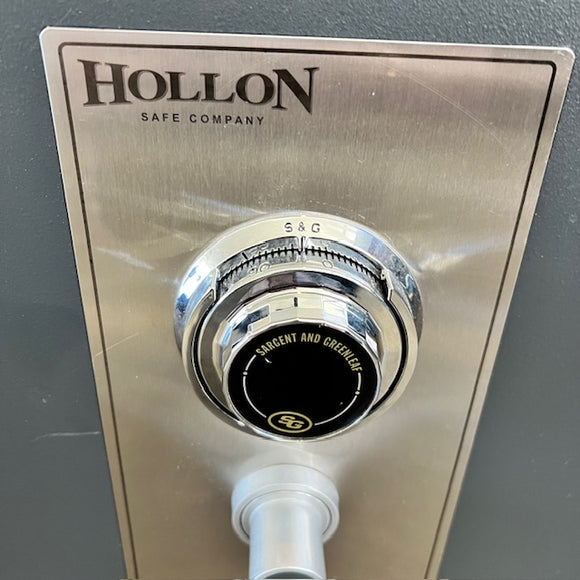 HOLLON
SAFE COMPANY
S & G
SARGENT AND GREENLEAF
SG